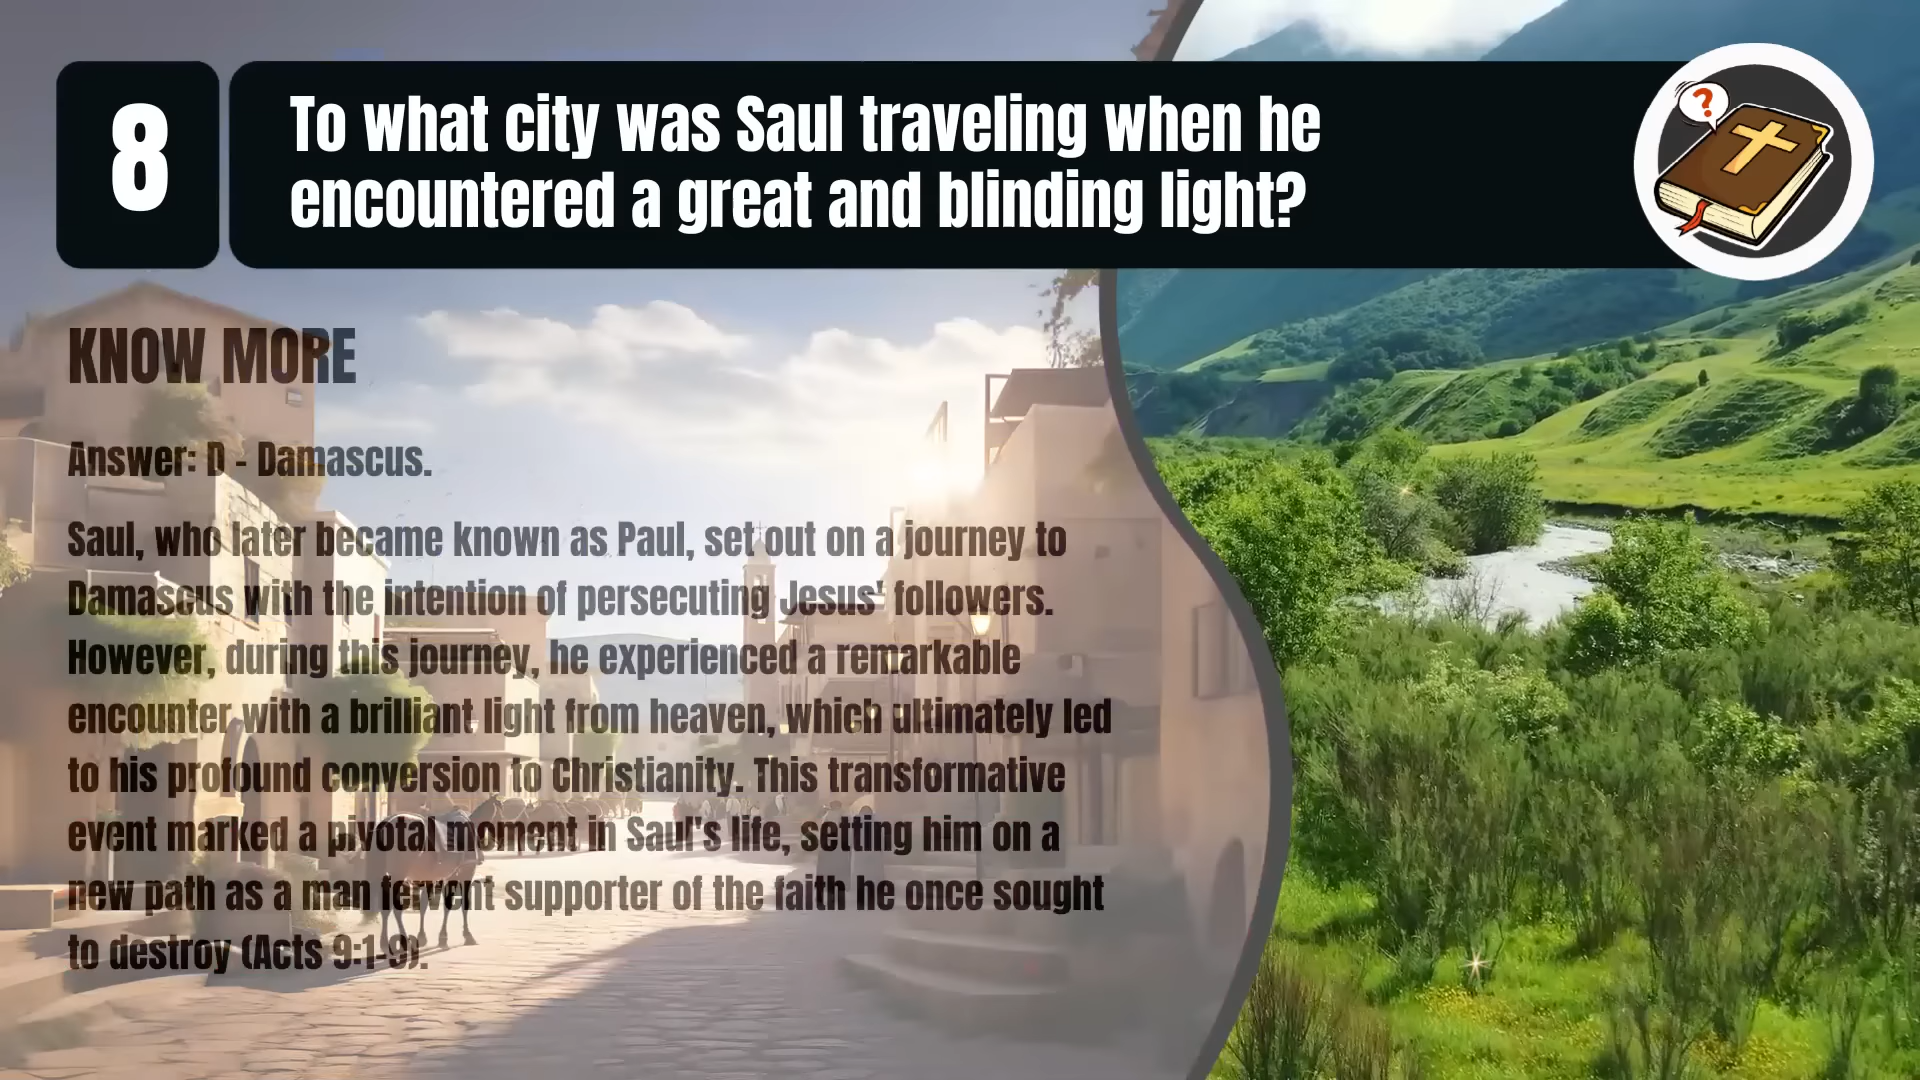 8
To what city was Saul traveling when he
encountered a great and blinding light?
?
KNOW MORE
Answer: D - Damascus.
Saul, who later became known as Paul, set out on a journey to
Damascus with the intention of persecuting Jesus' followers.
However, during this journey, he experienced a remarkable
encounter with a brilliant light from heaven, which ultimately led
to his profound conversion to Christianity. This transformative
event marked a pivotal moment in Saul's life, setting him on a
new path as a man fervent supporter of the faith he once sought
to destroy (Acts 9:1-9).